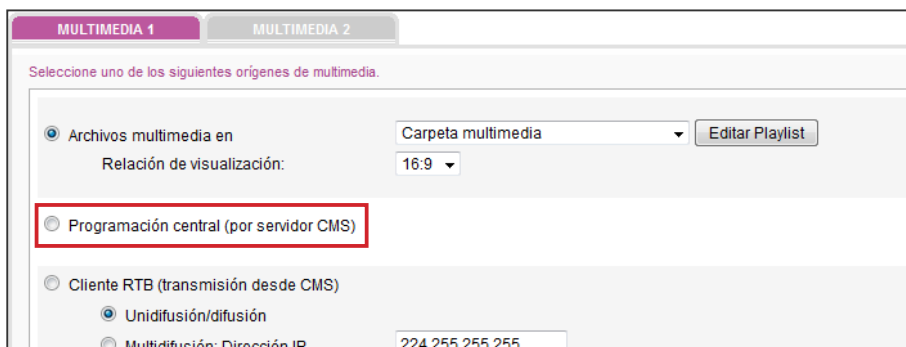 MULTIMEDIA 1 MULTIMEDIA 2
Seleccione uno de los siguientes orígenes de multimedia.
Archivos multimedia en Carpeta multimedia Editar Playlist
Relación de visualización: 16:9
Programación central (por servidor CMS)
Cliente RTB (transmisión desde CMS)
Unidifusión/difusión
Multidifusión: Dirección IP 224.255.255.255